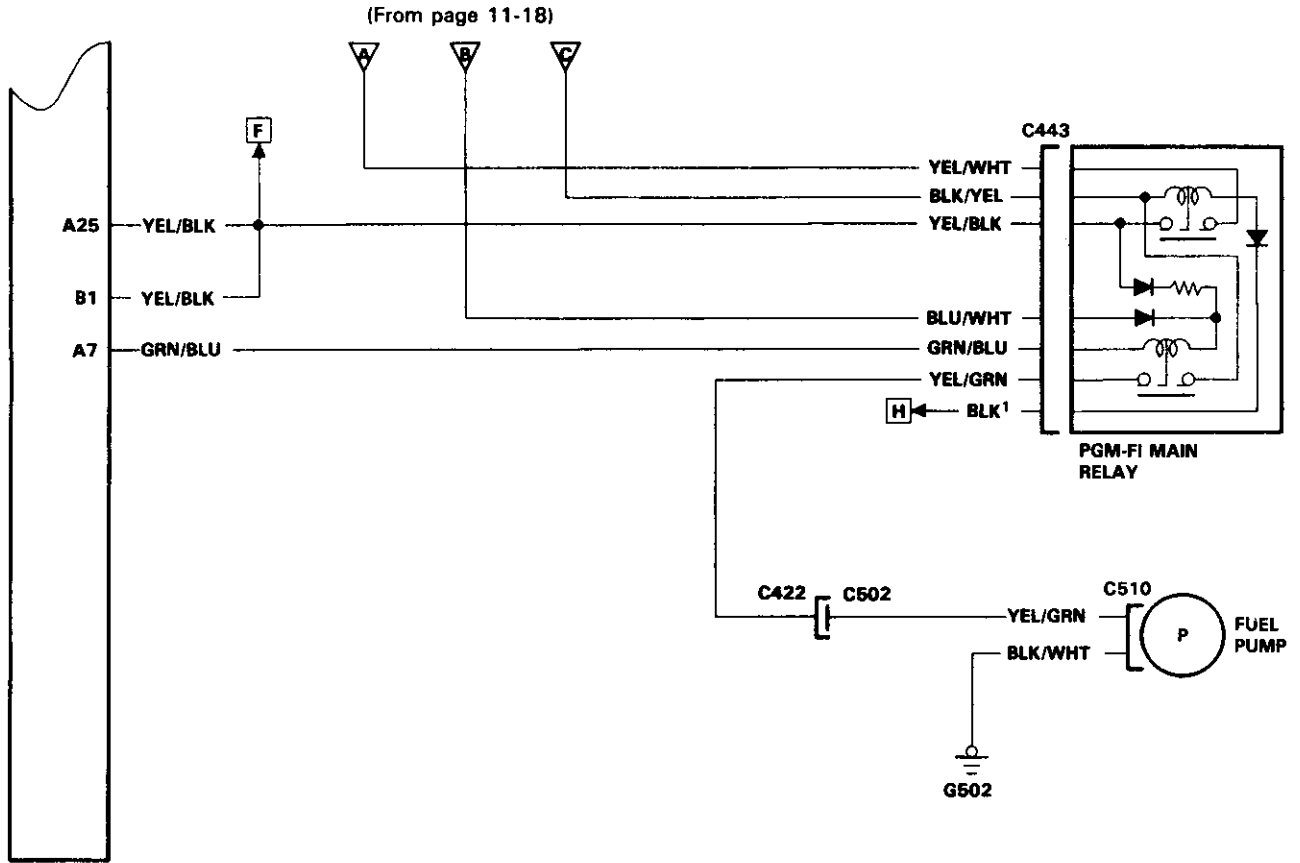 (From page 11-18)
A B C
F
C443
YEL/WHT
BLK/YEL
A25 YEL/BLK YEL/BLK
B1 YEL/BLK
BLU/WHT
A7 GRN/BLU GRN/BLU
YEL/GRN
H BLK¹
PGM-FI MAIN
RELAY
C422 C502 C510
YEL/GRN
P
FUEL
PUMP
BLK/WHT
G502